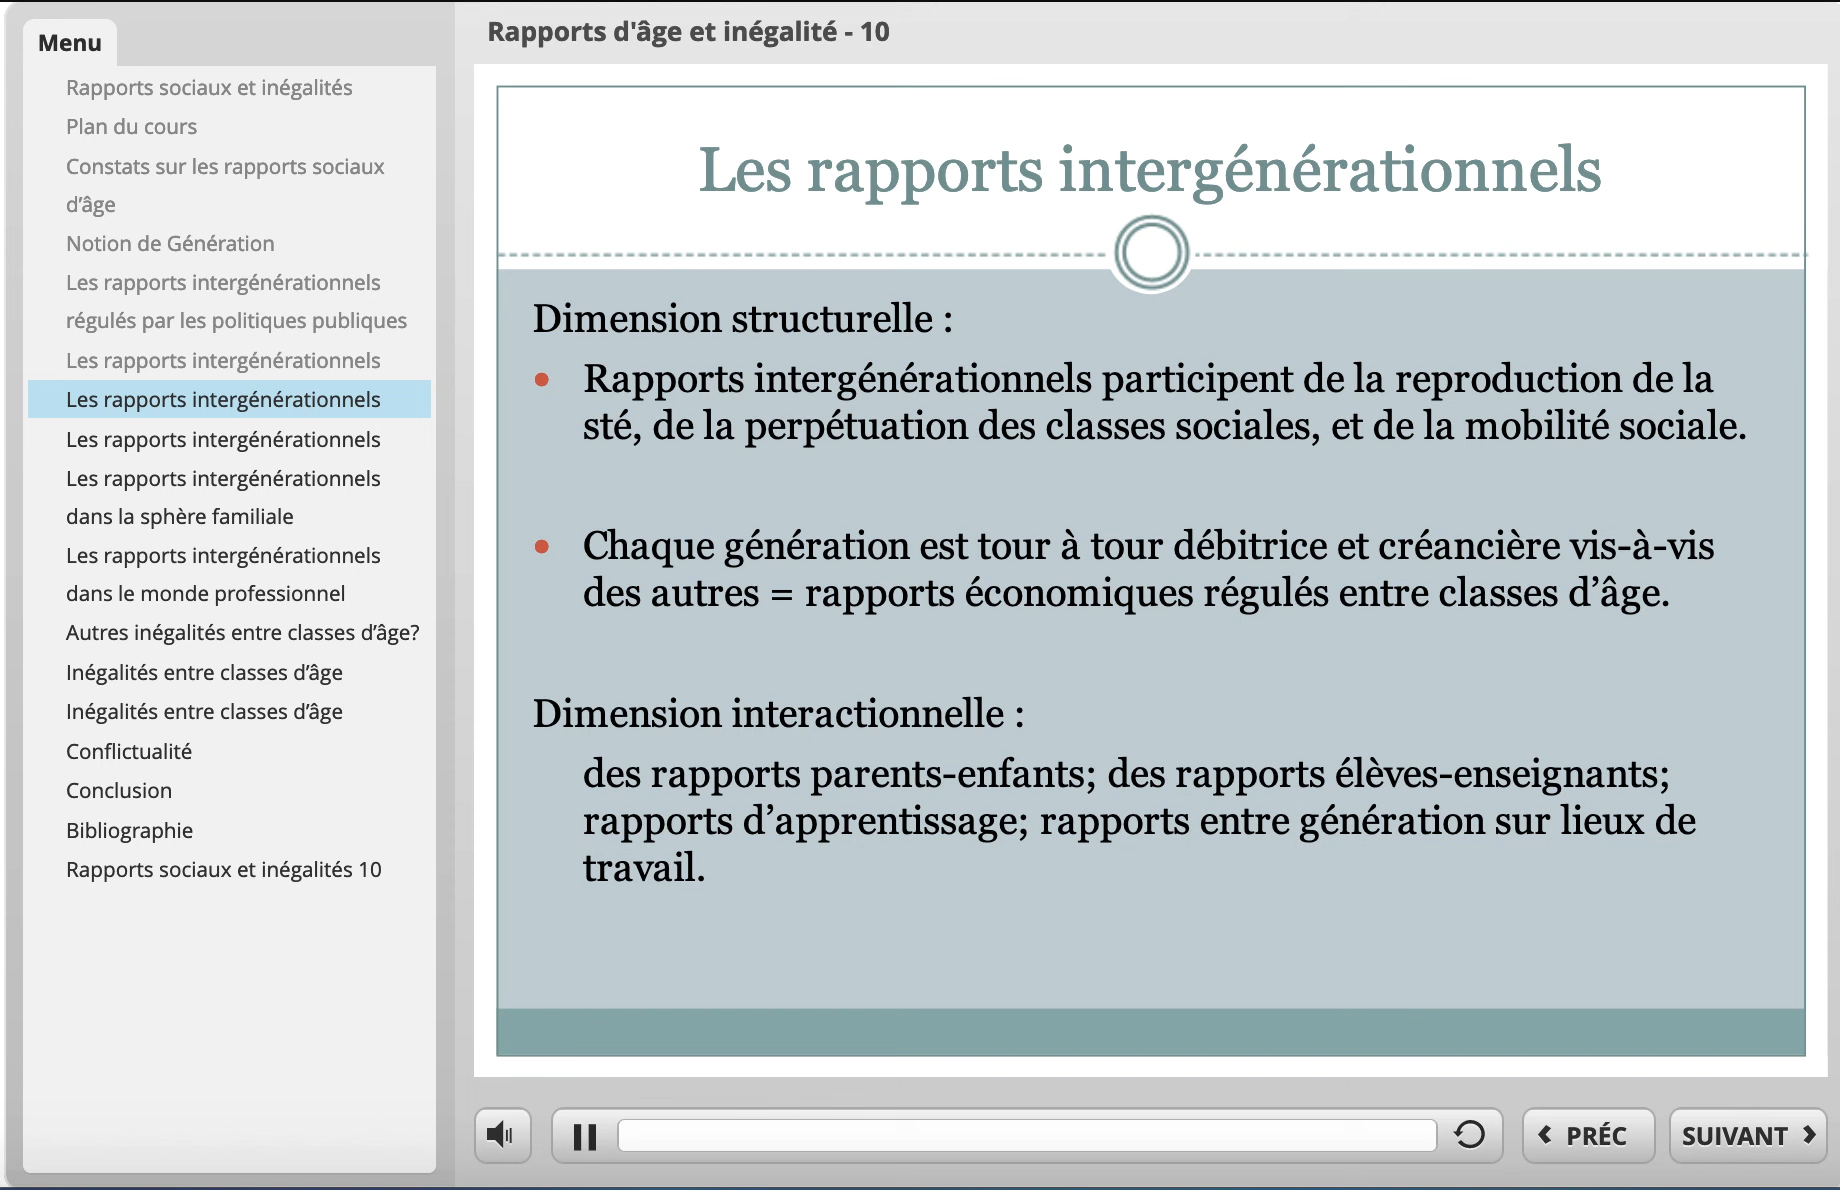 Menu
Rapports sociaux et inégalités
Plan du cours
Constats sur les rapports sociaux
d’âge
Notion de Génération
Les rapports intergénérationnels
régulés par les politiques publiques
Les rapports intergénérationnels
Les rapports intergénérationnels
Les rapports intergénérationnels
Les rapports intergénérationnels
dans la sphère familiale
Les rapports intergénérationnels
dans le monde professionnel
Autres inégalités entre classes d’âge?
Inégalités entre classes d’âge
Inégalités entre classes d’âge
Conflictualité
Conclusion
Bibliographie
Rapports sociaux et inégalités 10
Rapports d'âge et inégalité - 10
Les rapports intergénérationnels
Dimension structurelle :
• Rapports intergénérationnels participent de la reproduction de la
sté, de la perpétuation des classes sociales, et de la mobilité sociale.
• Chaque génération est tour à tour débitrice et créancière vis-à-vis
des autres = rapports économiques régulés entre classes d’âge.
Dimension interactionnelle :
des rapports parents-enfants; des rapports élèves-enseignants;
rapports d’apprentissage; rapports entre génération sur lieux de
travail.
PRÉC
SUIVANT